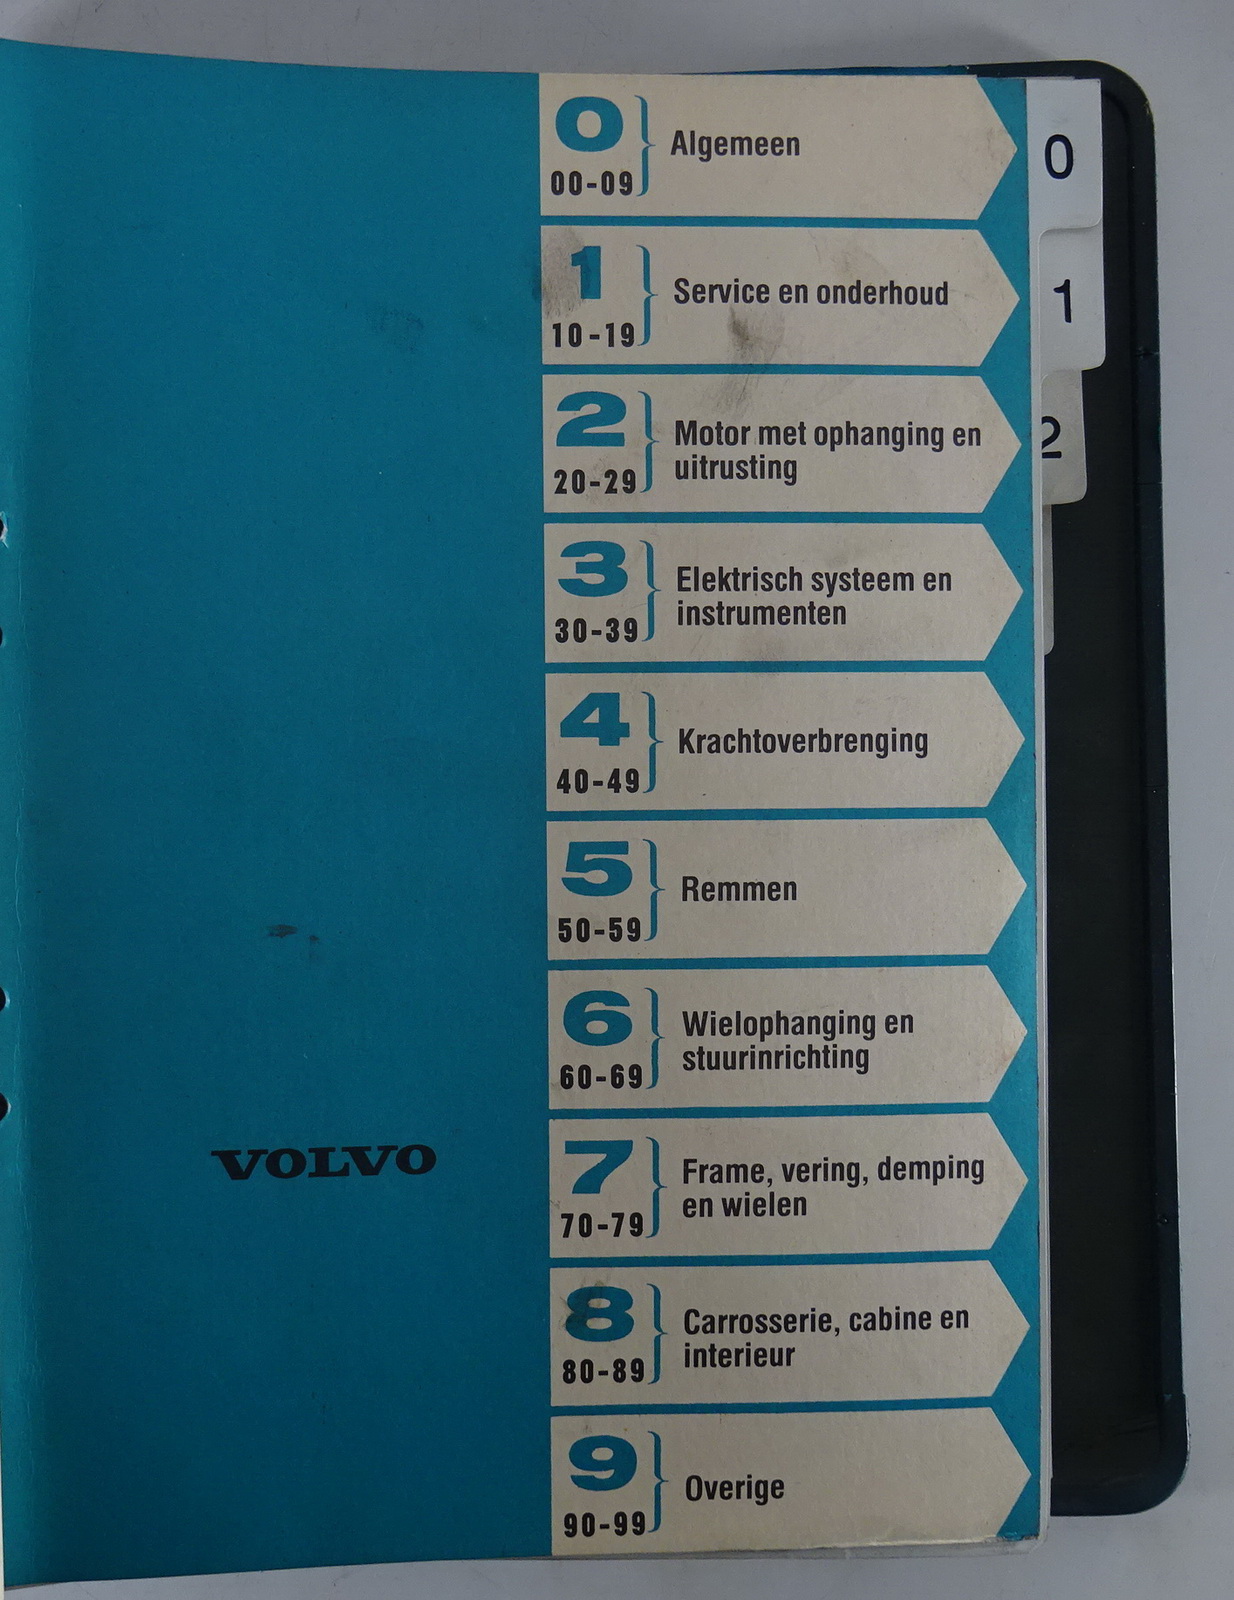 0
00-09
Algemeen
0
1
10-19
Service en onderhoud
1
2
20-29
Motor met ophanging en
uitrusting
2
3
30-39
Elektrisch systeem en
instrumenten
4
40-49
Krachtoverbrenging
5
50-59
Remmen
6
60-69
Wielophanging en
stuurinrichting
7
70-79
Frame, vering, demping
en wielen
8
80-89
Carrosserie, cabine en
interieur
9
90-99
Overige
VOLVO